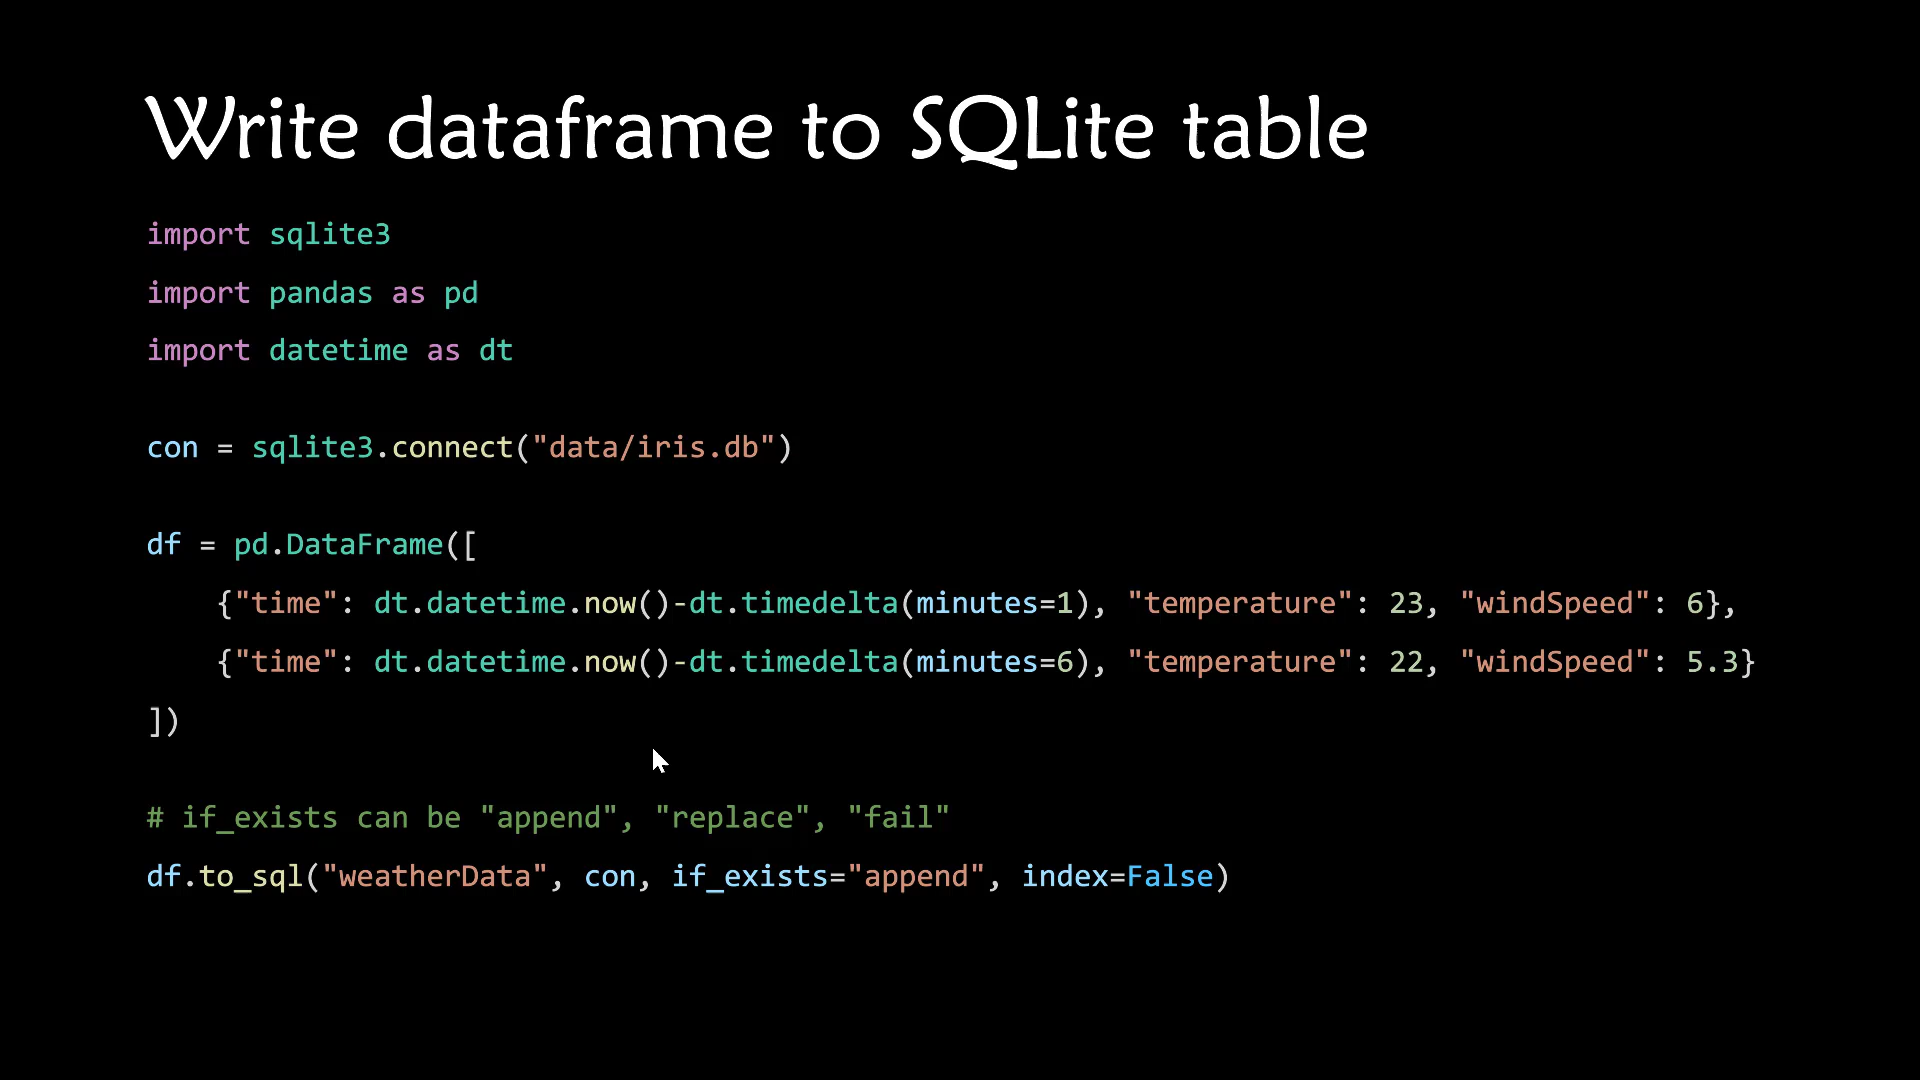 Write dataframe to SQLite table
import sqlite3
import pandas as pd
import datetime as dt
con = sqlite3.connect("data/iris.db")
df = pd.DataFrame([
    {"time": dt.datetime.now()-dt.timedelta(minutes=1), "temperature": 23, "windSpeed": 6},
    {"time": dt.datetime.now()-dt.timedelta(minutes=6), "temperature": 22, "windSpeed": 5.3}
])
# if_exists can be "append", "replace", "fail"
df.to_sql("weatherData", con, if_exists="append", index=False)